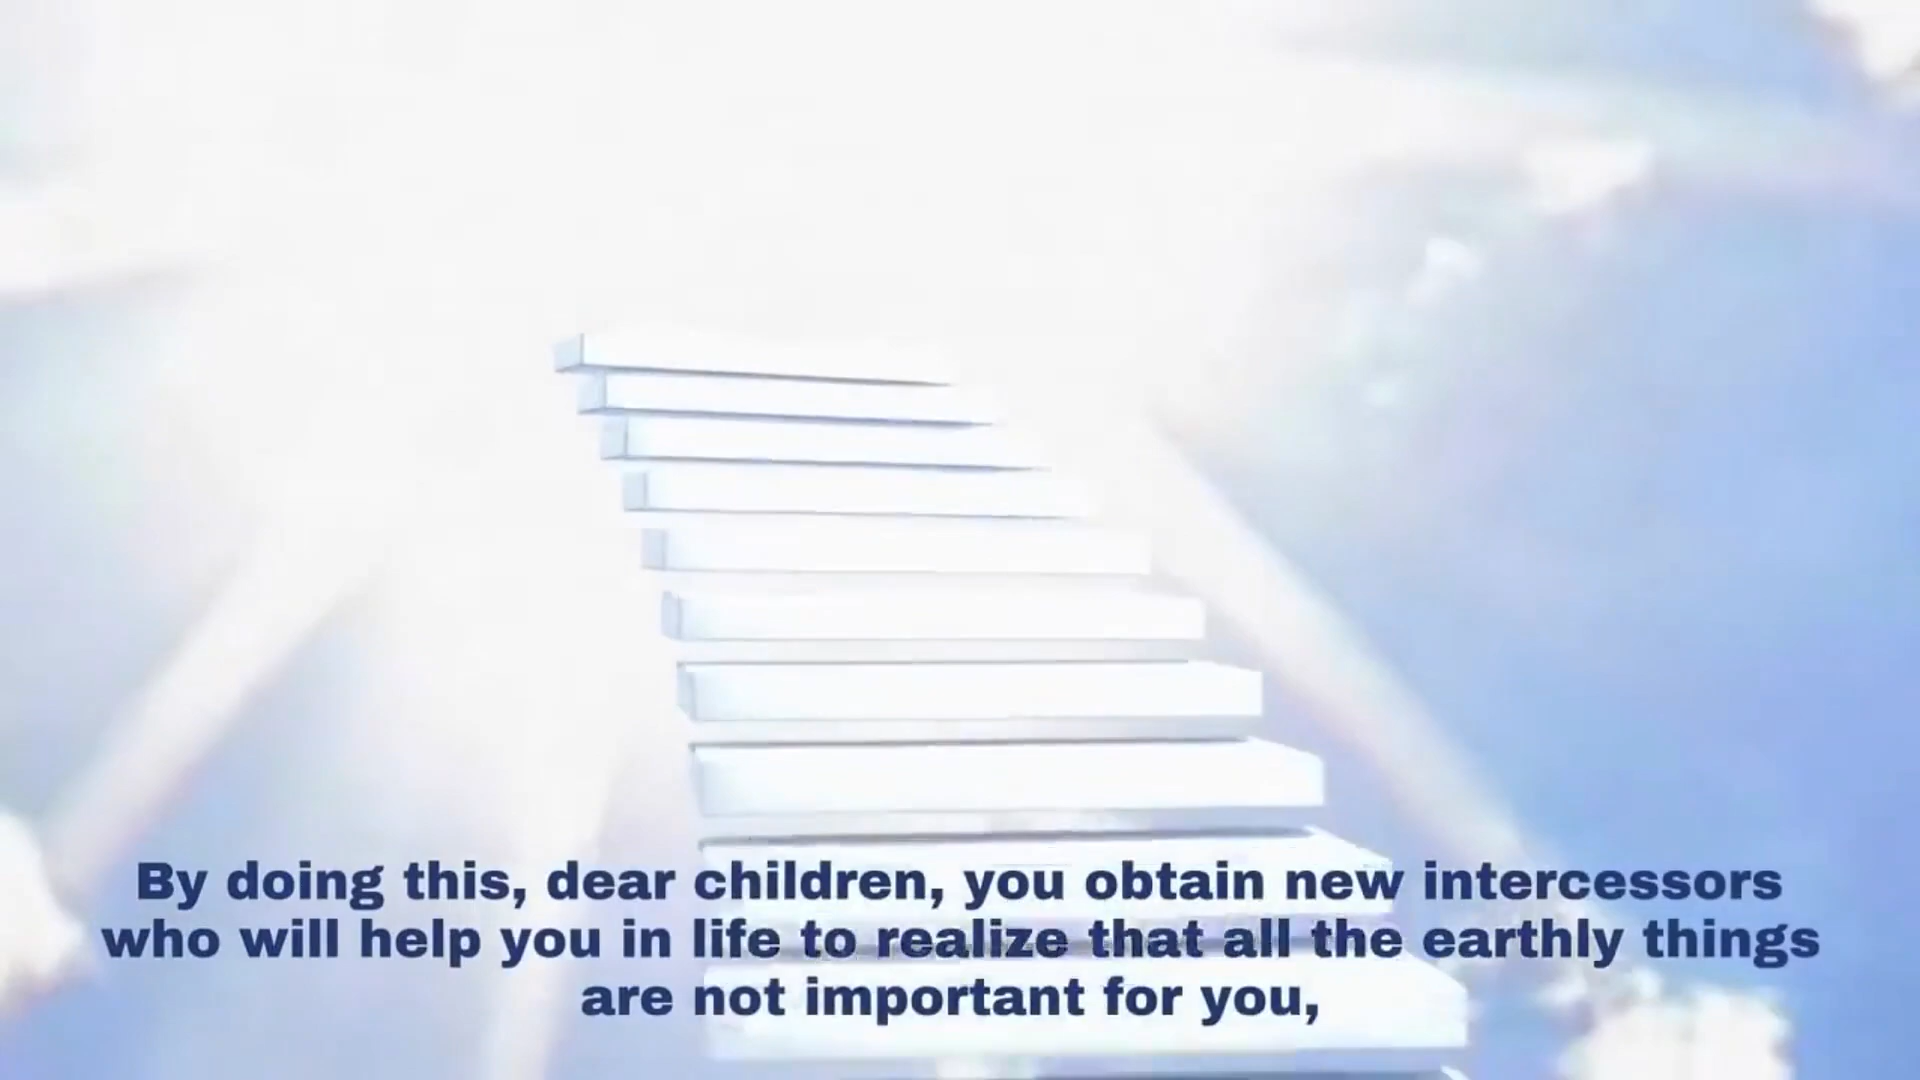 By doing this, dear children, you obtain new intercessors
who will help you in life to realize that all the earthly things
are not important for you,